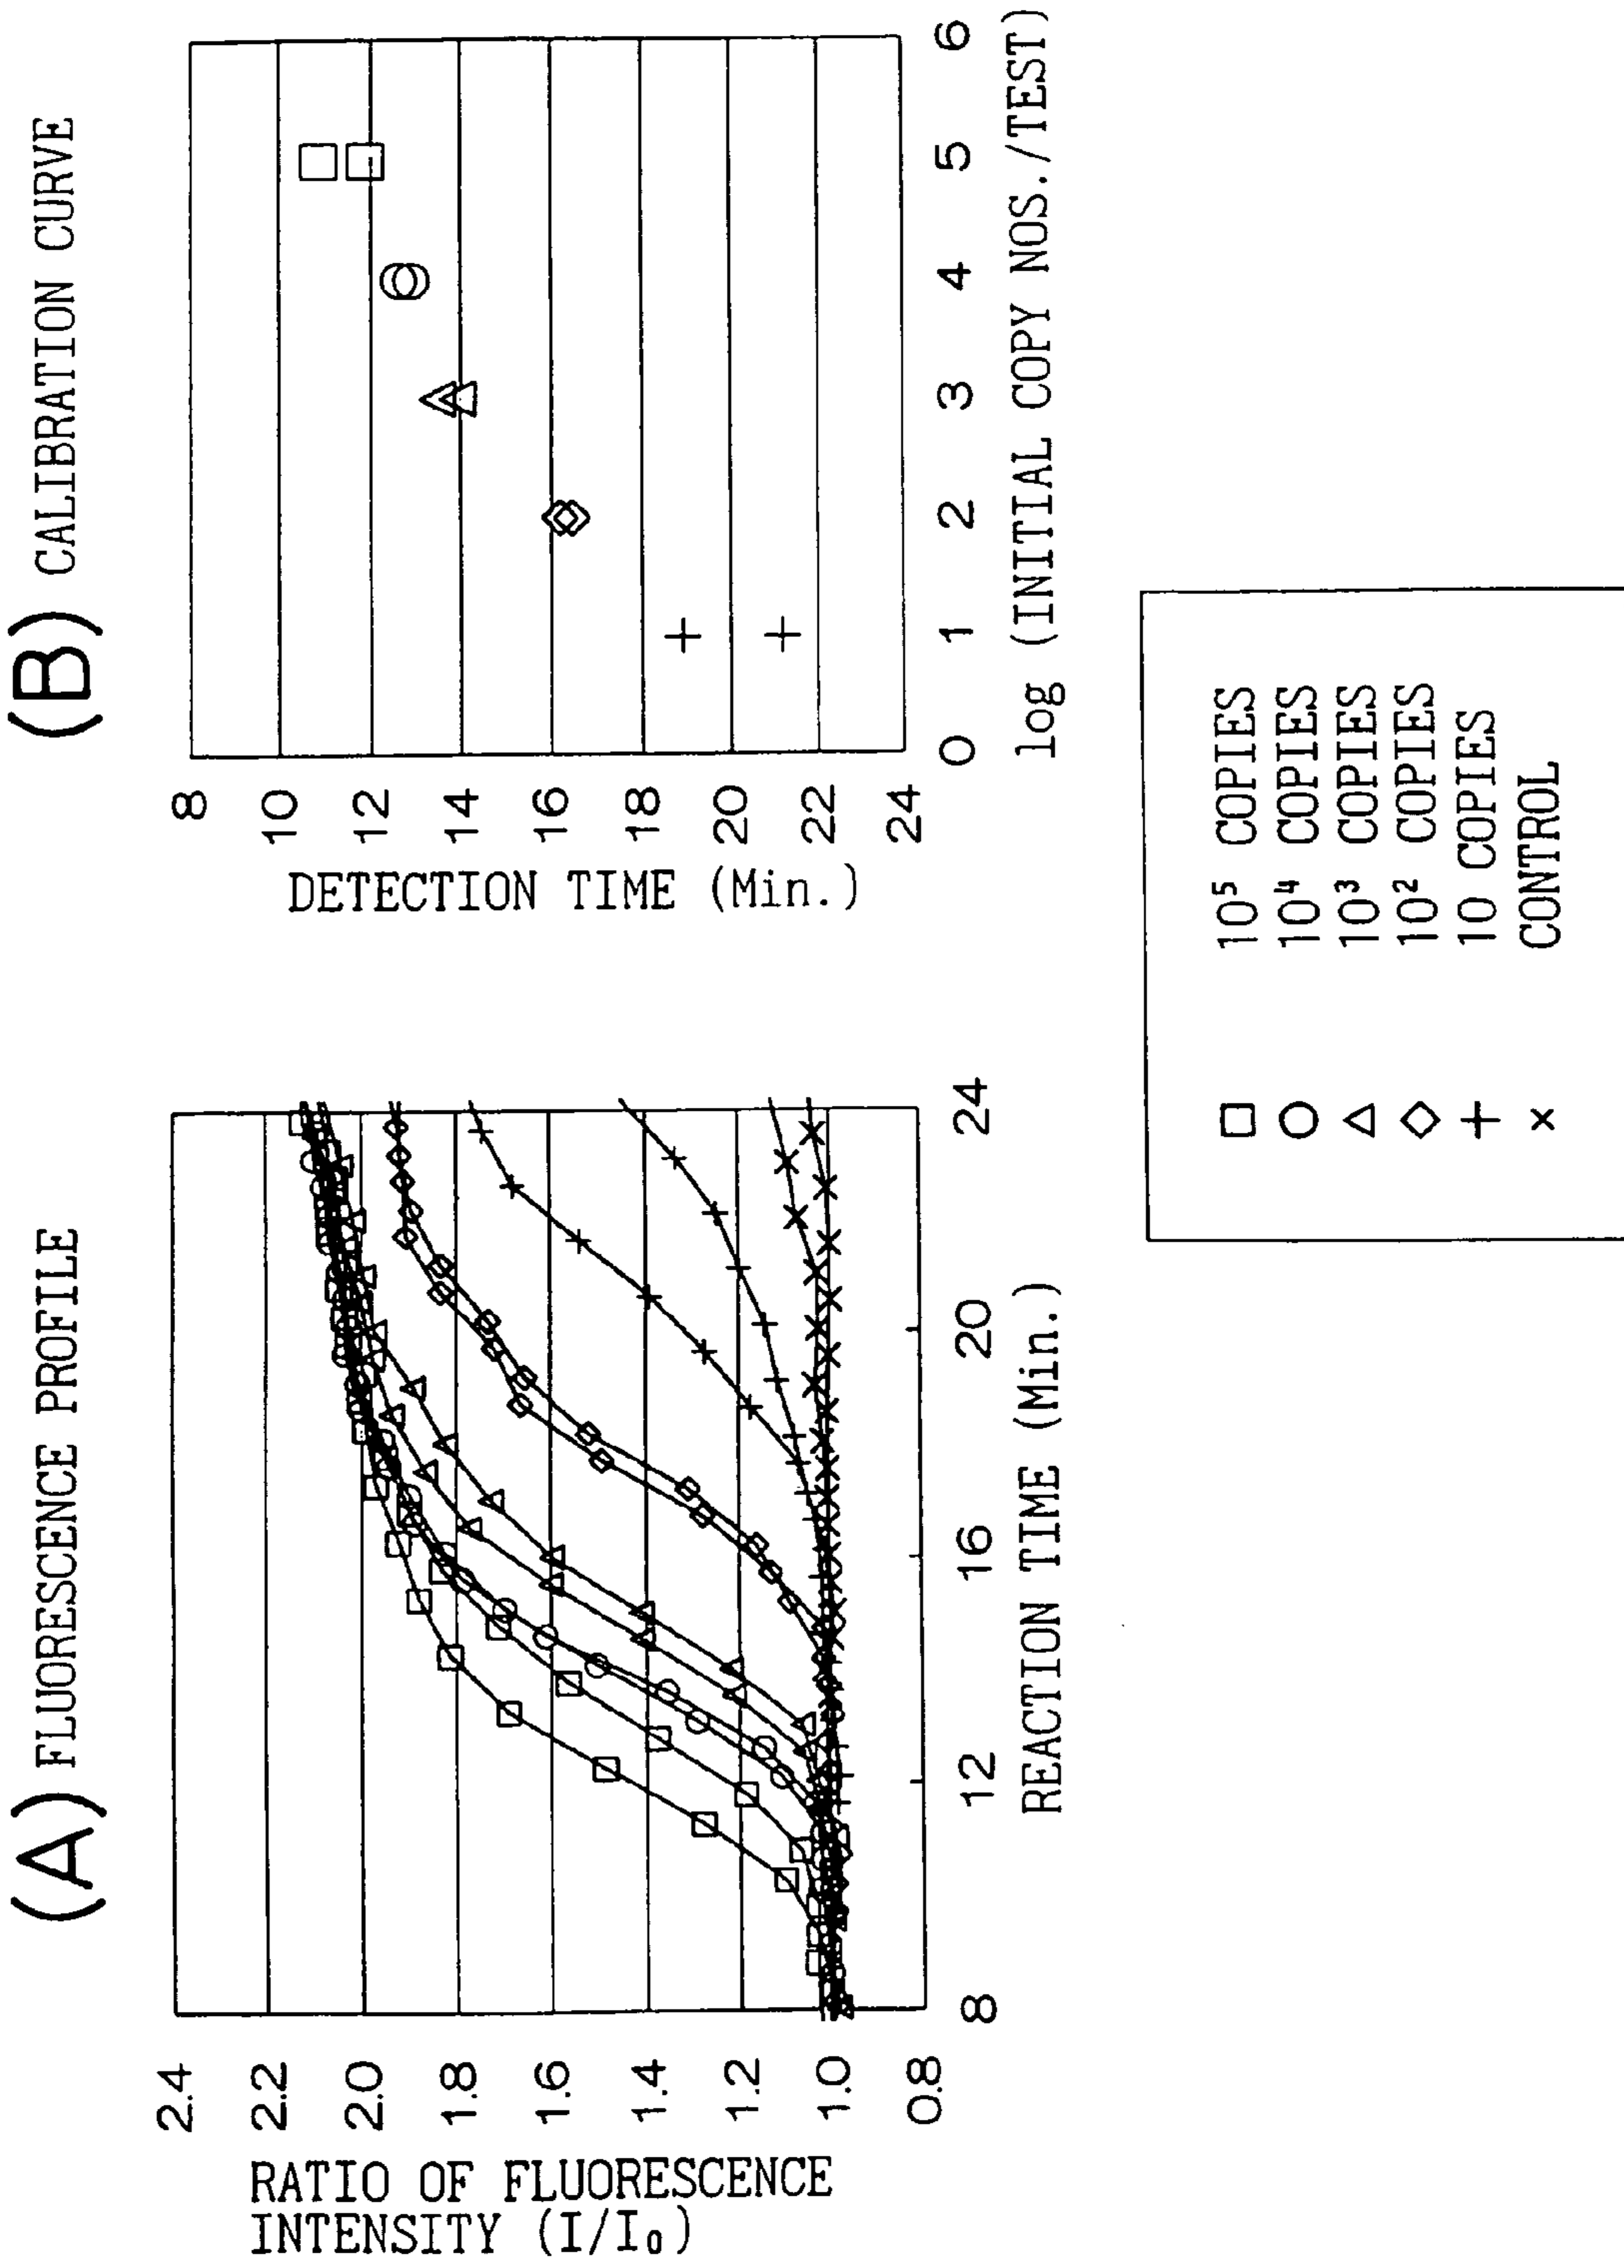 (A) FLUORESCENCE PROFILE
2.4
2.2
2.0
1.8
1.6
1.4
1.2
1.0
0.8
RATIO OF FLUORESCENCE
INTENSITY (I/I₀)
8 12 16 20 24
REACTION TIME (Min.)
(B) CALIBRATION CURVE
8
10
12
14
16
18
20
22
24
DETECTION TIME (Min.)
0 1 2 3 4 5 6
log (INITIAL COPY NOS./TEST)
10⁵ COPIES
10⁴ COPIES
10³ COPIES
10² COPIES
10 COPIES
CONTROL